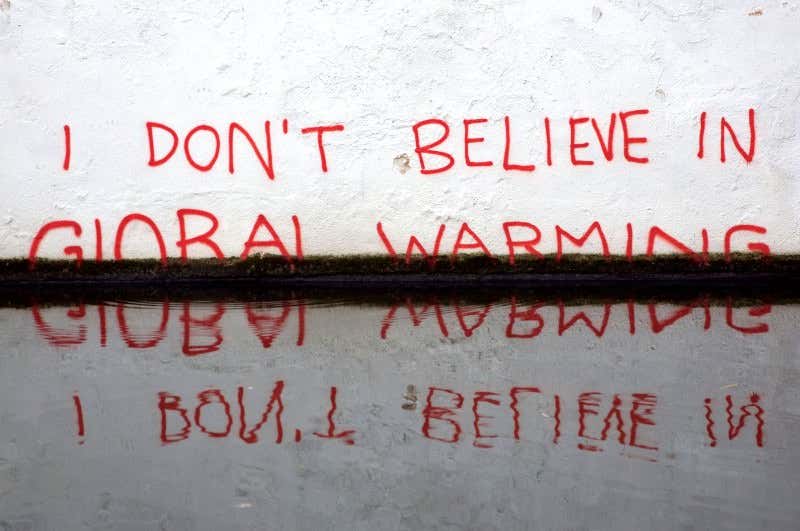 I DON'T BELIEVE IN
GLOBAL WARMING